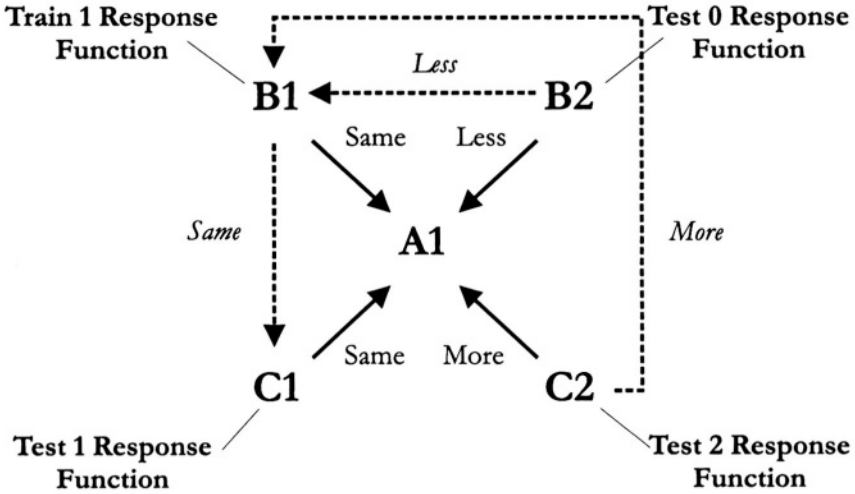 Train 1 Response
Function
Test 0 Response
Function
Less
B1
B2
Same
Less
Same
A1
More
Same
More
C1
C2
Test 1 Response
Function
Test 2 Response
Function